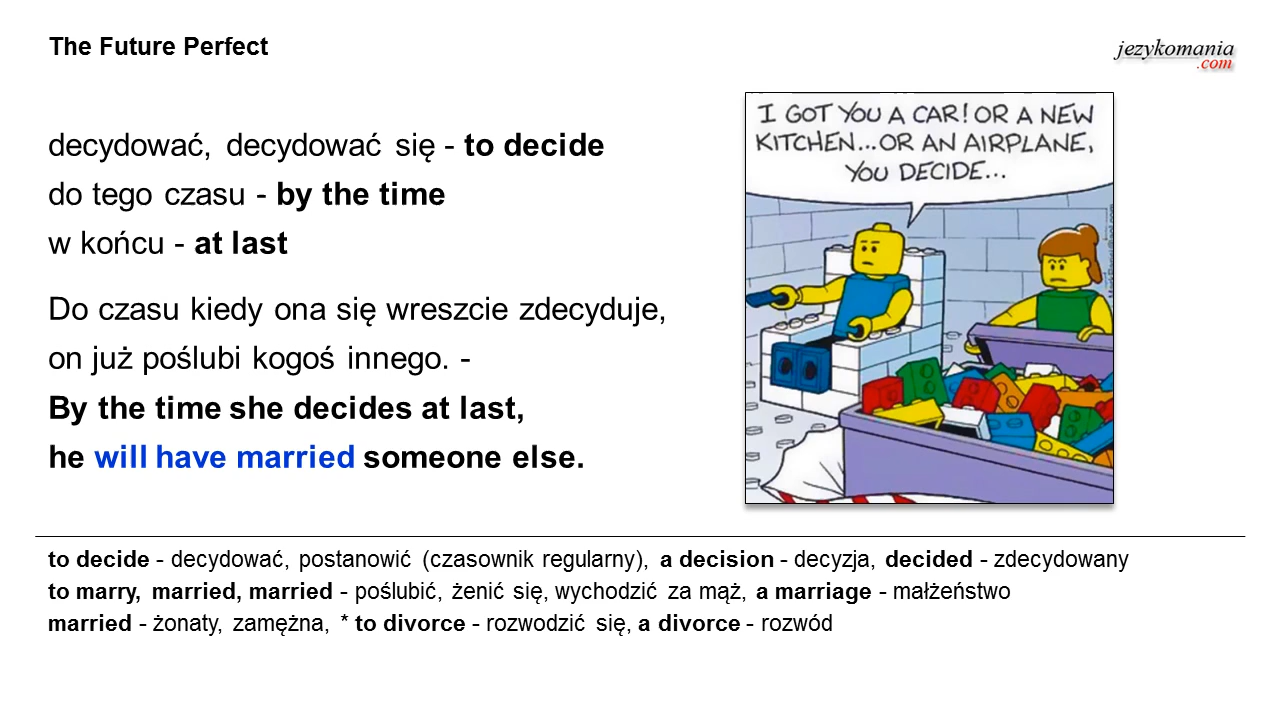 The Future Perfect
jezykomania
.com
decydować, decydować się - to decide
do tego czasu - by the time
w końcu - at last
Do czasu kiedy ona się wreszcie zdecyduje,
on już poślubi kogoś innego. -
By the time she decides at last,
he will have married someone else.
I GOT YOU A CAR! OR A NEW
KITCHEN...OR AN AIRPLANE,
YOU DECIDE...
to decide - decydować, postanowić (czasownik regularny), a decision - decyzja, decided - zdecydowany
to marry, married, married - poślubić, żenić się, wychodzić za mąż, a marriage - małżeństwo
married - żonaty, zamężna, * to divorce - rozwodzić się, a divorce - rozwód